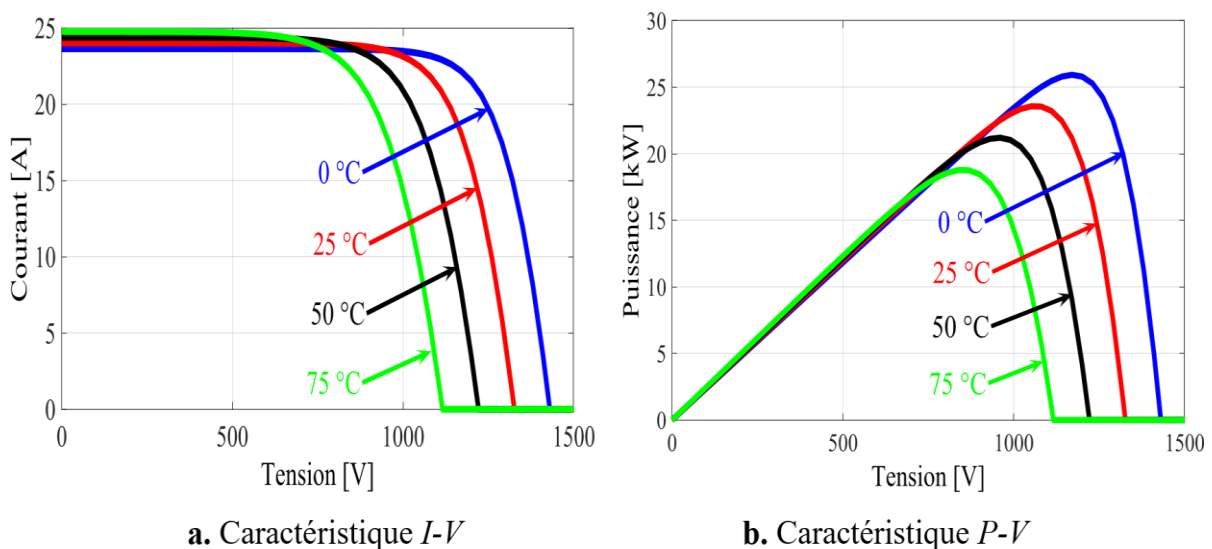 25
20
15
10
5
0
Courant [A]
0 °C
25 °C
50 °C
75 °C
0
500
1000
1500
Tension [V]
a. Caractéristique I-V
30
25
20
15
10
5
0
Puissance [kW]
0 °C
25 °C
50 °C
75 °C
0
500
1000
1500
Tension [V]
b. Caractéristique P-V